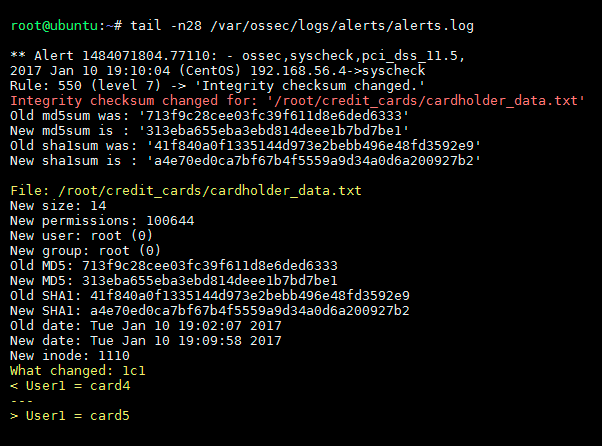 root@ubuntu:~# tail -n28 /var/ossec/logs/alerts/alerts.log
** Alert 1484071804.77110: - ossec,syscheck,pci_dss_11.5,
2017 Jan 10 19:10:04 (CentOS) 192.168.56.4->syscheck
Rule: 550 (level 7) -> 'Integrity checksum changed.'
Integrity checksum changed for: '/root/credit_cards/cardholder_data.txt'
Old md5sum was: '713f9c28cee03fc39f611d8e6ded6333'
New md5sum is : '313eba655eba3ebd814deee1b7bd7be1'
Old sha1sum was: '41f840a0f1335144d973e2bebb496e48fd3592e9'
New sha1sum is : 'a4e70ed0ca7bf67b4f5559a9d34a0d6a200927b2'
File: /root/credit_cards/cardholder_data.txt
New size: 14
New permissions: 100644
New user: root (0)
New group: root (0)
Old MD5: 713f9c28cee03fc39f611d8e6ded6333
New MD5: 313eba655eba3ebd814deee1b7bd7be1
Old SHA1: 41f840a0f1335144d973e2bebb496e48fd3592e9
New SHA1: a4e70ed0ca7bf67b4f5559a9d34a0d6a200927b2
Old date: Tue Jan 10 19:02:07 2017
New date: Tue Jan 10 19:09:58 2017
New inode: 1110
What changed: 1c1
< User1 = card4
---
> User1 = card5